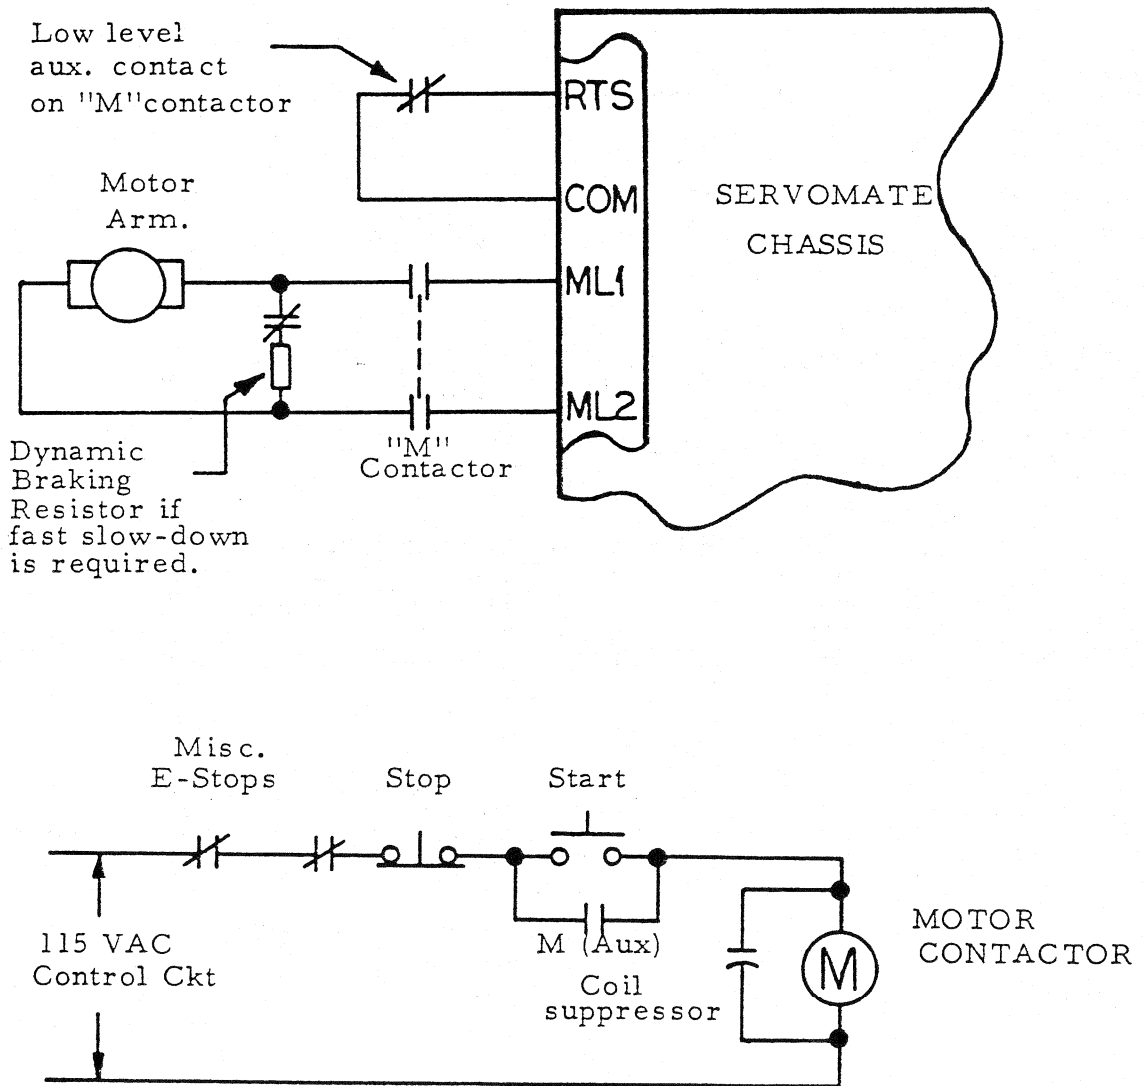 Low level
aux. contact
on "M"contactor
RTS
COM
ML1
ML2
SERVOMATE
CHASSIS
Motor
Arm.
"M"
Contactor
Dynamic
Braking
Resistor if
fast slow-down
is required.
Misc.
E-Stops
Stop
Start
M (Aux)
Coil
suppressor
115 VAC
Control Ckt
M
MOTOR
CONTACTOR